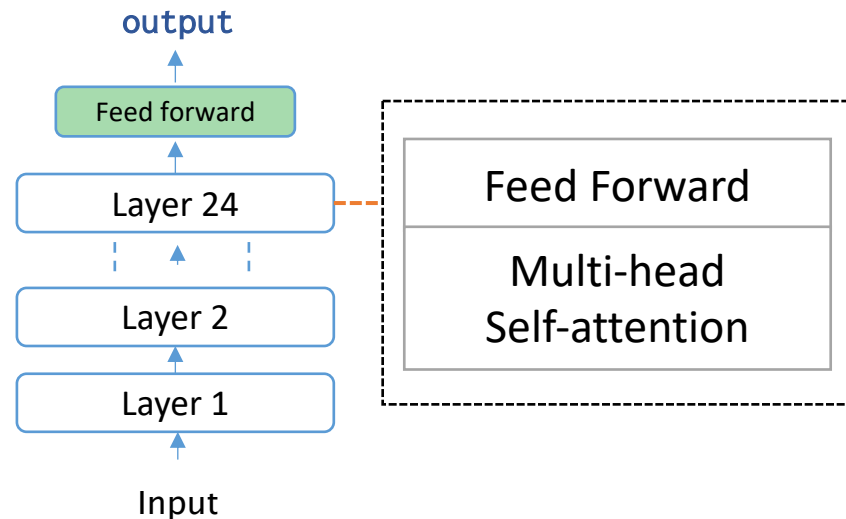 output
Feed forward
Layer 24
Layer 2
Layer 1
Input
Feed Forward
Multi-head
Self-attention